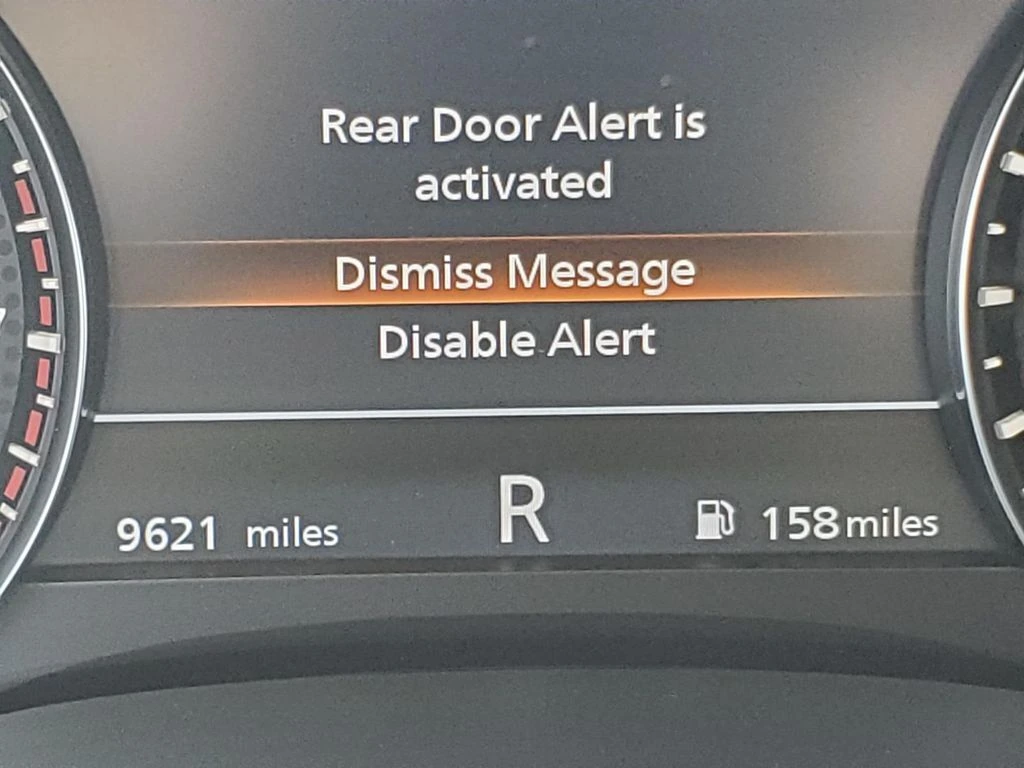 Rear Door Alert is
activated
Dismiss Message
Disable Alert
9621 miles R 158 miles